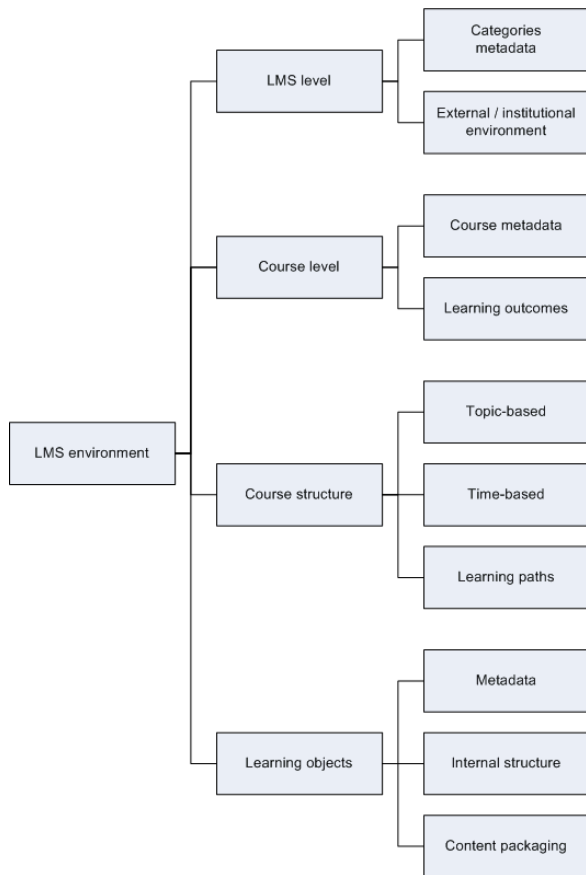 Categories
metadata
LMS level
External / institutional
environment
Course metadata
Course level
Learning outcomes
Topic-based
LMS environment
Course structure
Time-based
Learning paths
Metadata
Learning objects
Internal structure
Content packaging